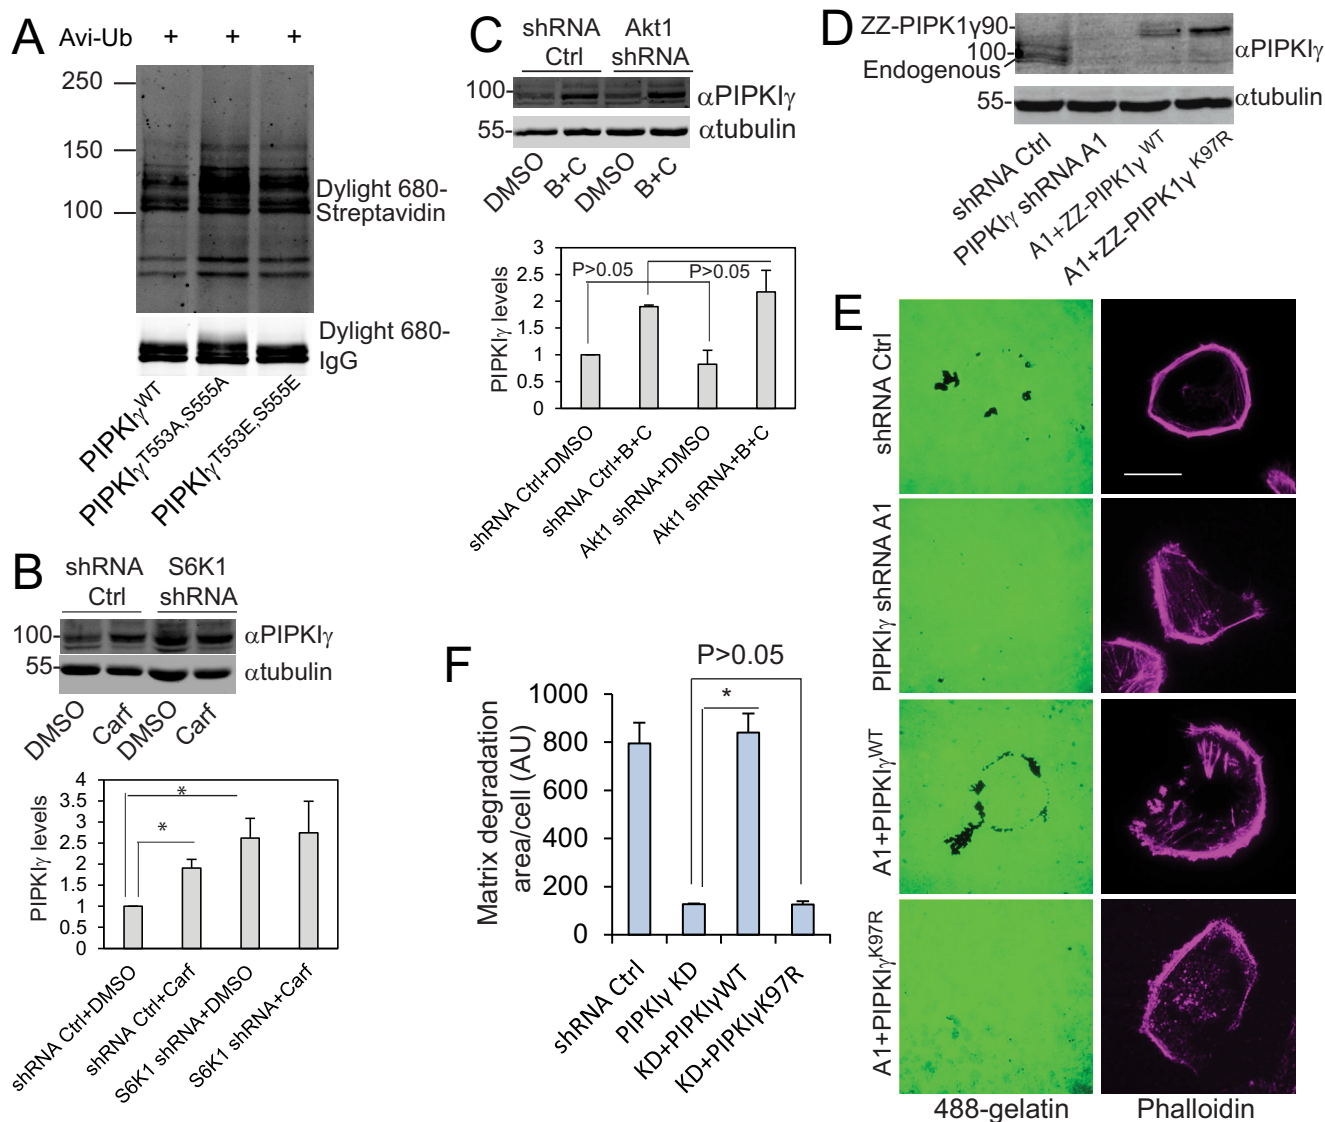 A
Avi-Ub + + +
250
150
100
Dylight 680-
Streptavidin
Dylight 680-
IgG
PIPKIγWT
PIPKIγT553A,S555A
PIPKIγT553E,S555E
B
shRNA Ctrl
S6K1 shRNA
100
αPIPKIγ
55-
αtubulin
DMSO
Carf
DMSO
Carf
PIPKIγ levels
4
3.5
3
2.5
2
1.5
1
0.5
0
*
*
shRNA Ctrl+DMSO
shRNA Ctrl+Carf
S6K1 shRNA+DMSO
S6K1 shRNA+Carf
C
shRNA Ctrl
Akt1 shRNA
100-
αPIPKIγ
55-
αtubulin
DMSO
B+C
DMSO
B+C
PIPKIγ levels
3
2.5
2
1.5
1
0.5
0
P>0.05
P>0.05
shRNA Ctrl+DMSO
shRNA Ctrl+B+C
Akt1 shRNA+DMSO
Akt1 shRNA+B+C
D
ZZ-PIPK1γ90-
100-
Endogenous
αPIPKIγ
55-
αtubulin
shRNA Ctrl
PIPKIγ shRNA A1
A1+ZZ-PIPK1γWT
A1+ZZ-PIPK1γK97R
E
shRNA Ctrl
PIPKIγ shRNA A1
A1+PIPKIγWT
A1+PIPKIγK97R
488-gelatin
Phalloidin
F
P>0.05
*
Matrix degradation
area/cell (AU)
1000
800
600
400
200
0
shRNA Ctrl
PIPKIγ KD
KD+PIPKIγWT
KD+PIPKIγK97R